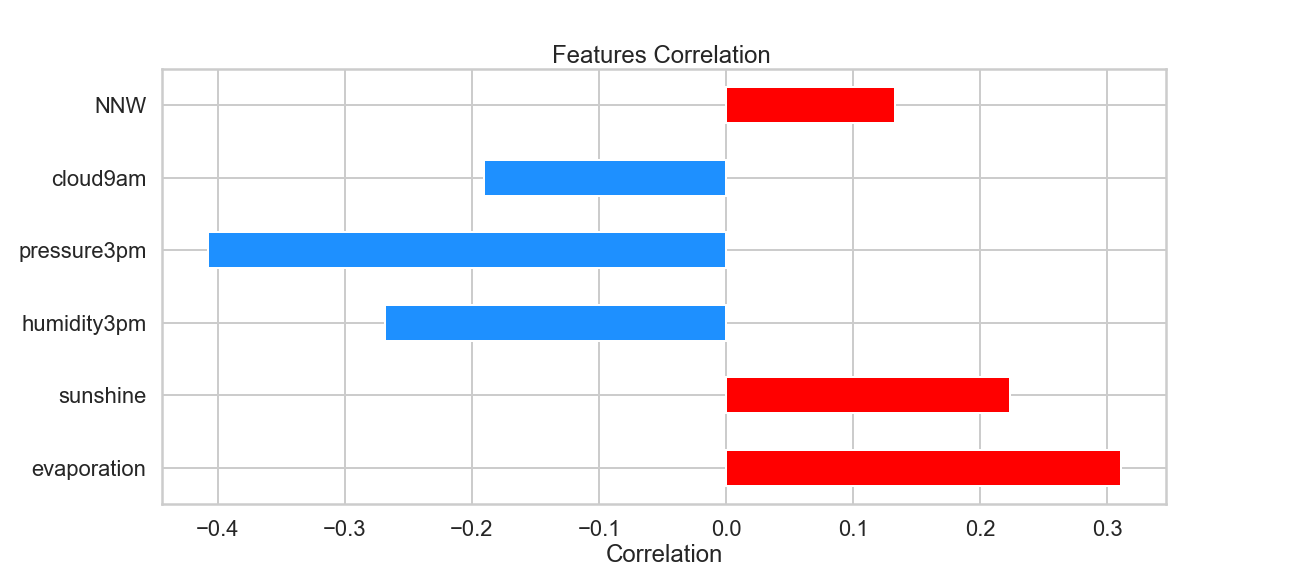 Features Correlation
NNW
cloud9am
pressure3pm
humidity3pm
sunshine
evaporation
−0.4 −0.3 −0.2 −0.1 0.0 0.1 0.2 0.3
Correlation